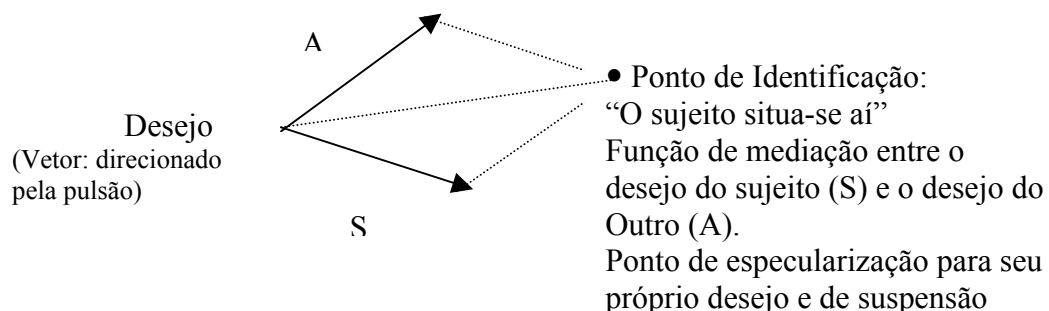 A
Desejo
(Vetor: direcionado
pela pulsão)
S
• Ponto de Identificação:
“O sujeito situa-se aí”
Função de mediação entre o
desejo do sujeito (S) e o desejo do
Outro (A).
Ponto de especularização para seu
próprio desejo e de suspensão